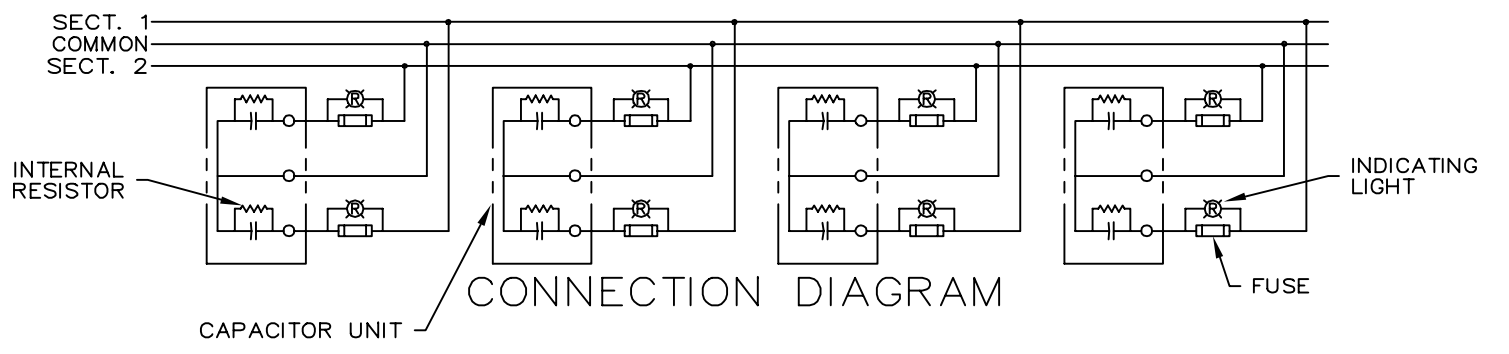 SECT. 1
COMMON
SECT. 2
R R R R
INTERNAL
RESISTOR
INDICATING
LIGHT
R R R R
CONNECTION DIAGRAM
FUSE
CAPACITOR UNIT